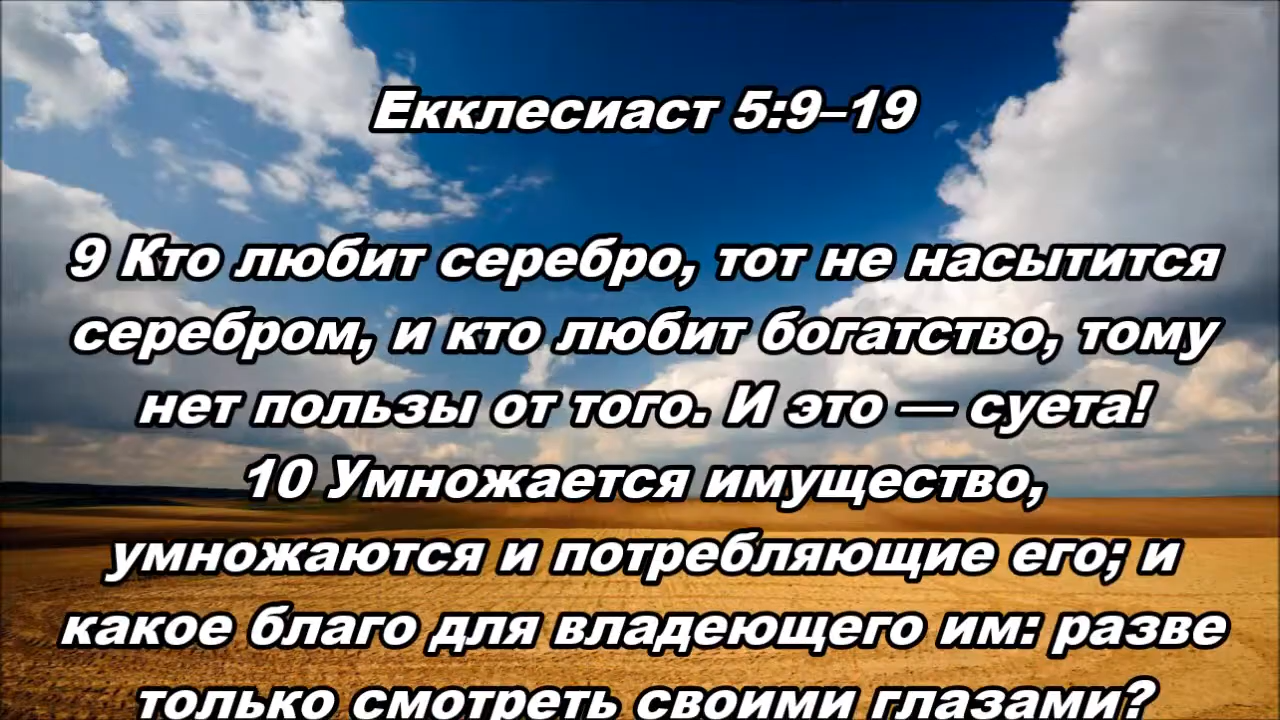 Екклесиаст 5:9–19
9 Кто любит серебро, тот не насытится
серебром, и кто любит богатство, тому
нет пользы от того. И это — суета!
10 Умножается имущество,
умножаются и потребляющие его; и
какое благо для владеющего им: разве
только смотреть своими глазами?